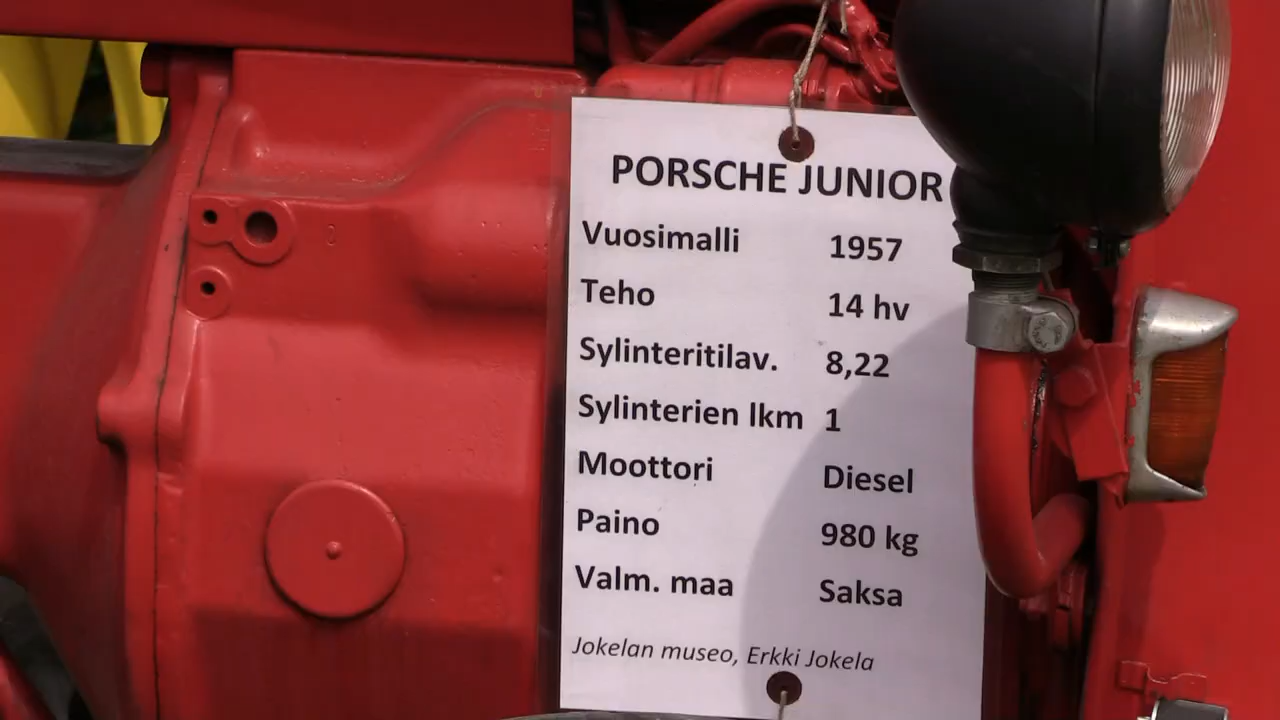 PORSCHE JUNIOR
Vuosimalli 1957
Teho 14 hv
Sylinteritilav. 8,22
Sylinterien lkm 1
Moottori Diesel
Paino 980 kg
Valm. maa Saksa
Jokelan museo, Erkki Jokela